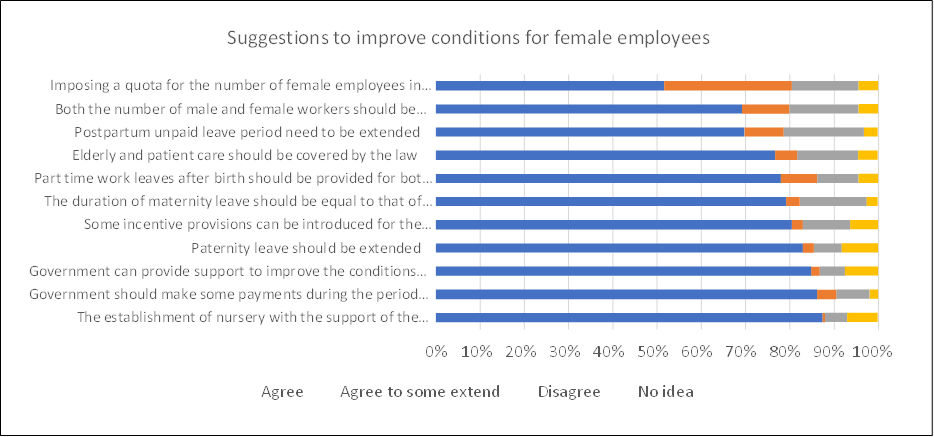 Suggestions to improve conditions for female employees
Imposing a quota for the number of female employees in...
Both the number of male and female workers should be...
Postpartum unpaid leave period need to be extended
Elderly and patient care should be covered by the law
Part time work leaves after birth should be provided for bot...
The duration of maternity leave should be equal to that of...
Some incentive provisions can be introduced for the...
Paternity leave should be extended
Government can provide support to improve the conditions...
Government should make some payments during the period...
The establishment of nursery with the support of the...
0% 10% 20% 30% 40% 50% 60% 70% 80% 90% 100%
Agree Agree to some extend Disagree No idea